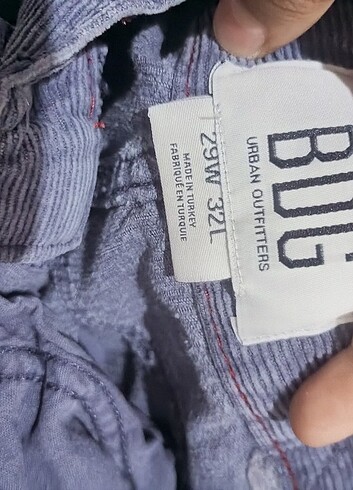 BDG
URBAN OUTFITTERS
29W 32L
MADE IN TURKEY
FABRIQUÉ EN TURQUIE